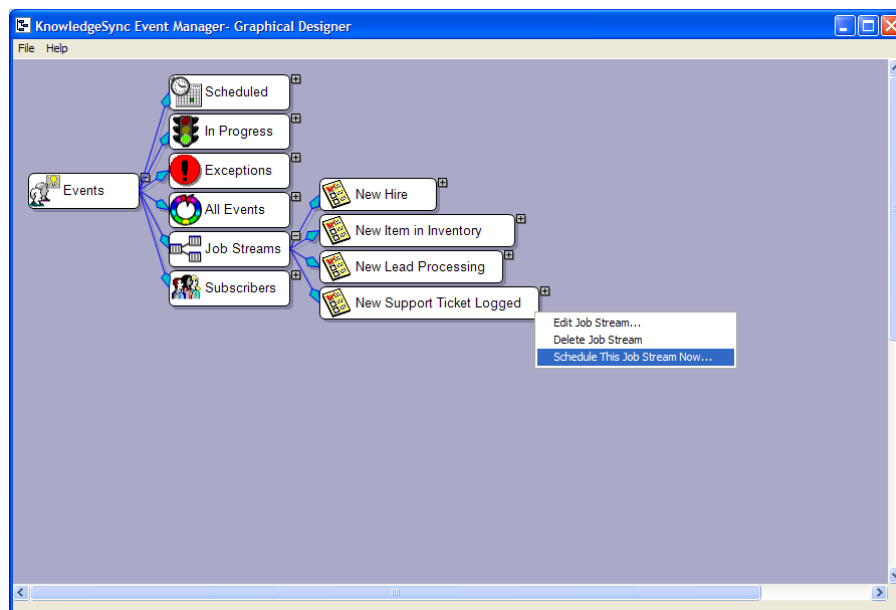 KnowledgeSync Event Manager- Graphical Designer
File Help
Scheduled
In Progress
Exceptions
Events
All Events
Job Streams
Subscribers
New Hire
New Item in Inventory
New Lead Processing
New Support Ticket Logged
Edit Job Stream...
Delete Job Stream
Schedule This Job Stream Now...